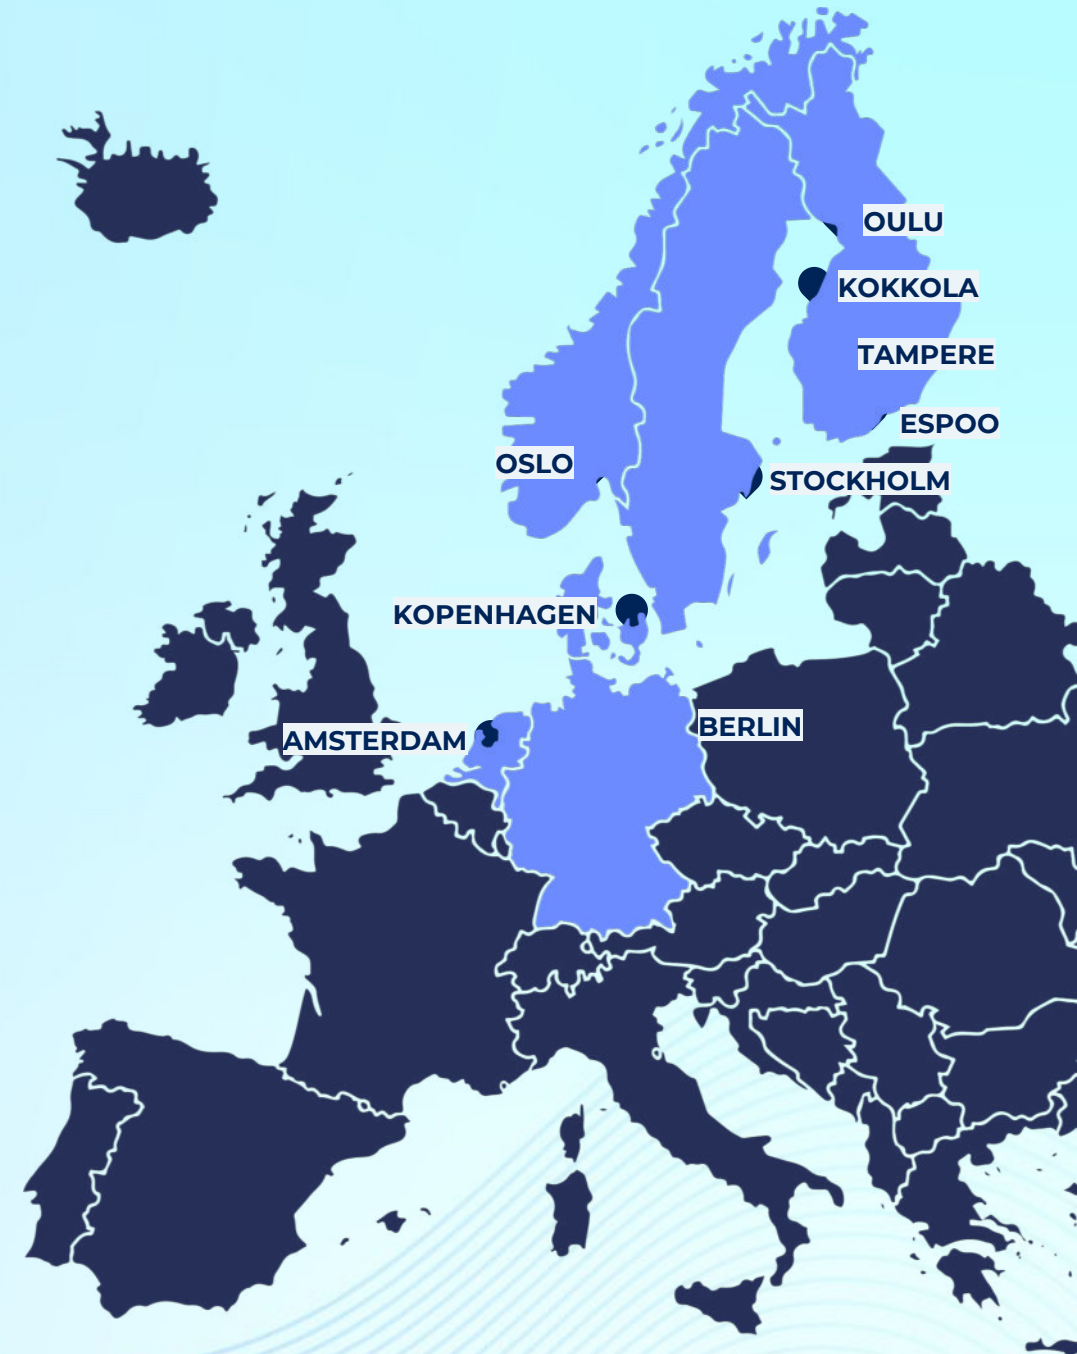 OULU
KOKKOLA
TAMPERE
ESPOO
OSLO
STOCKHOLM
KOPENHAGEN
AMSTERDAM
BERLIN